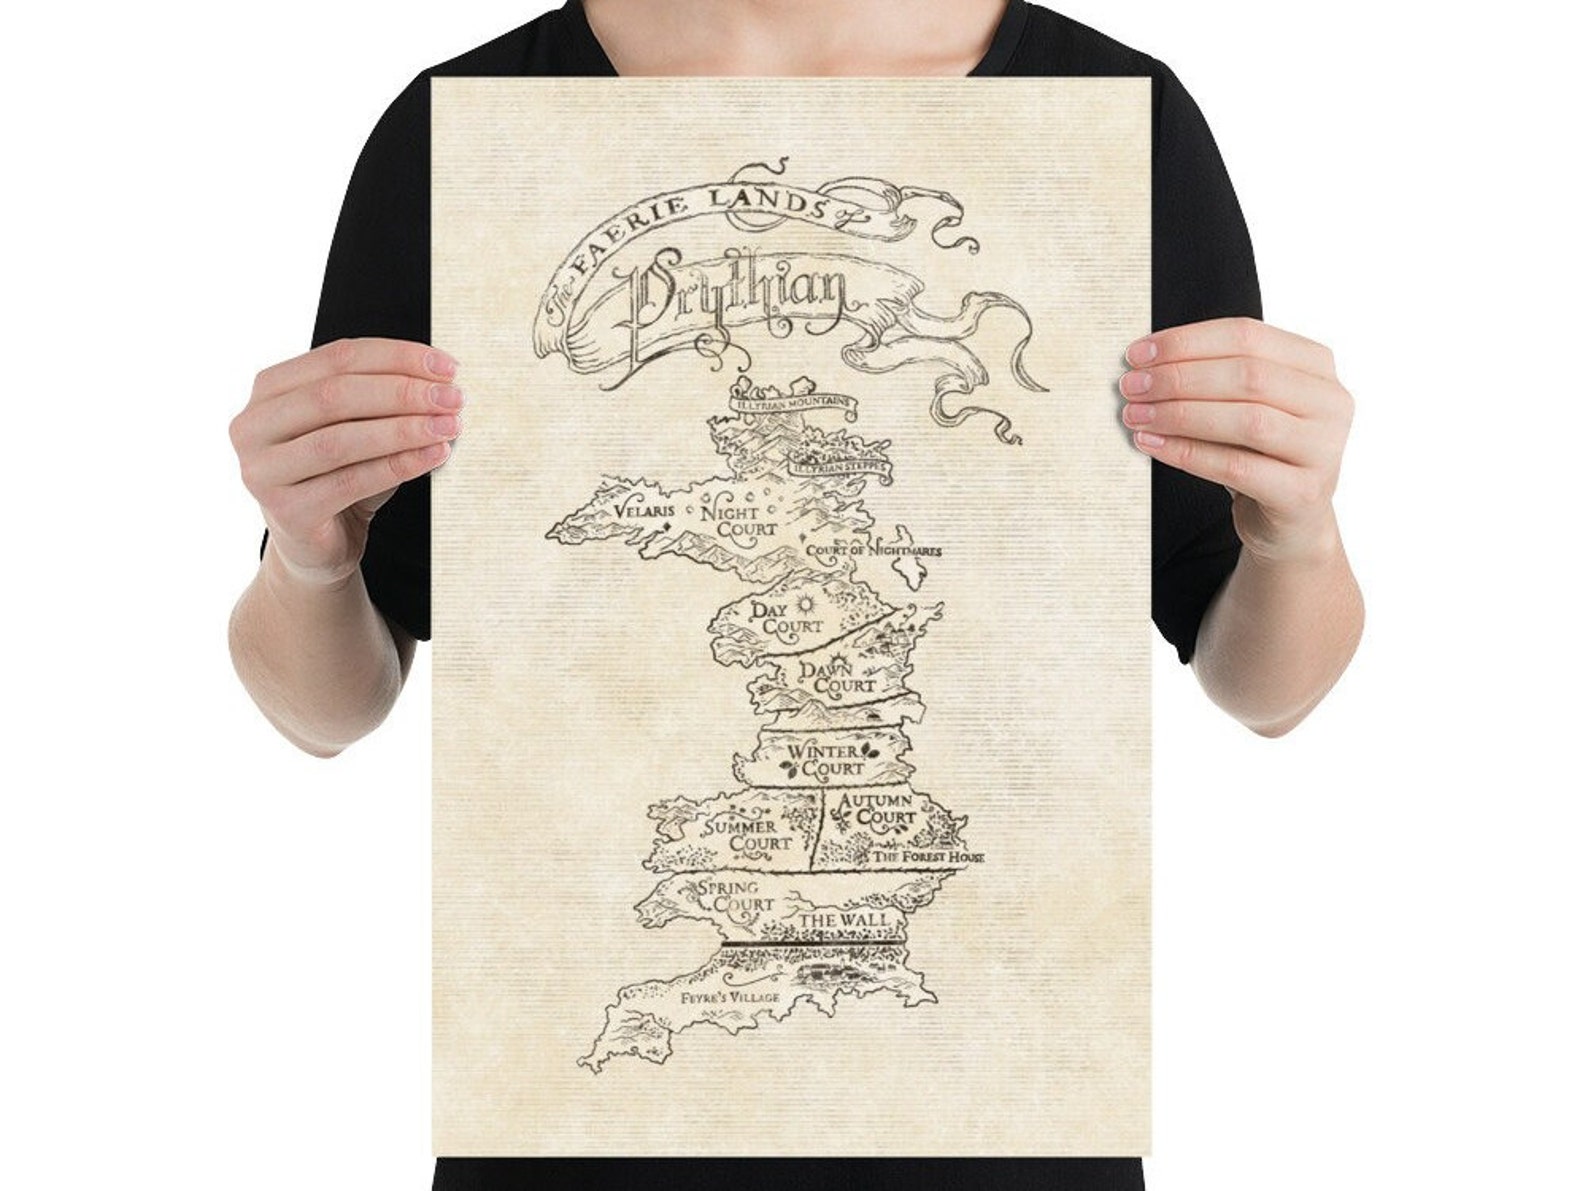 The FAERIE LANDS of
Prythian
ILLYRIAN MOUNTAINS
ILLYRIAN STEPPES
VELARIS
NIGHT
COURT
COURT OF NIGHTMARES
DAY
COURT
DAWN
COURT
WINTER
COURT
AUTUMN
COURT
SUMMER
COURT
THE FOREST HOUSE
SPRING
COURT
THE WALL
FEYRE'S VILLAGE